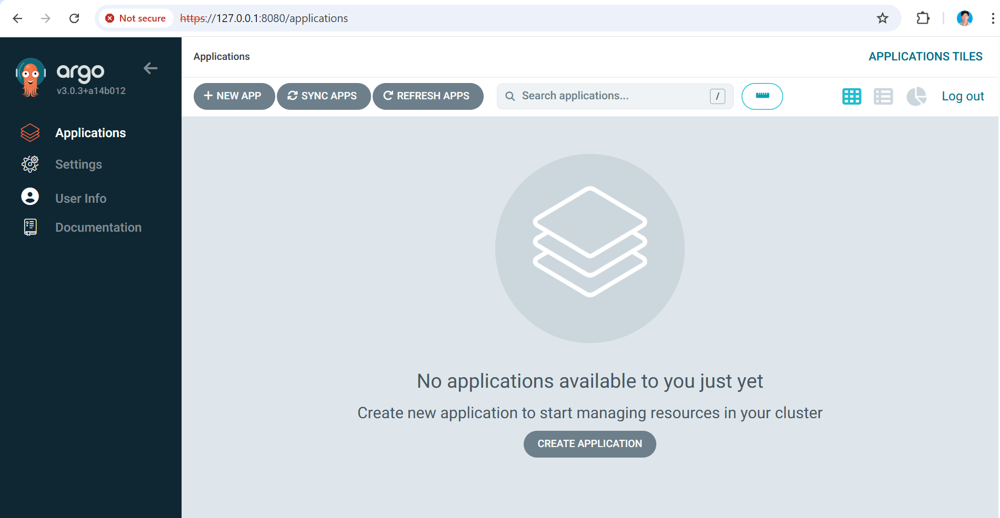 Not secure https://127.0.0.1:8080/applications
argo
v3.0.3+a14b012
Applications
Settings
User Info
Documentation
Applications
APPLICATIONS TILES
NEW APP SYNC APPS REFRESH APPS Search applications... / Log out
No applications available to you just yet
Create new application to start managing resources in your cluster
CREATE APPLICATION